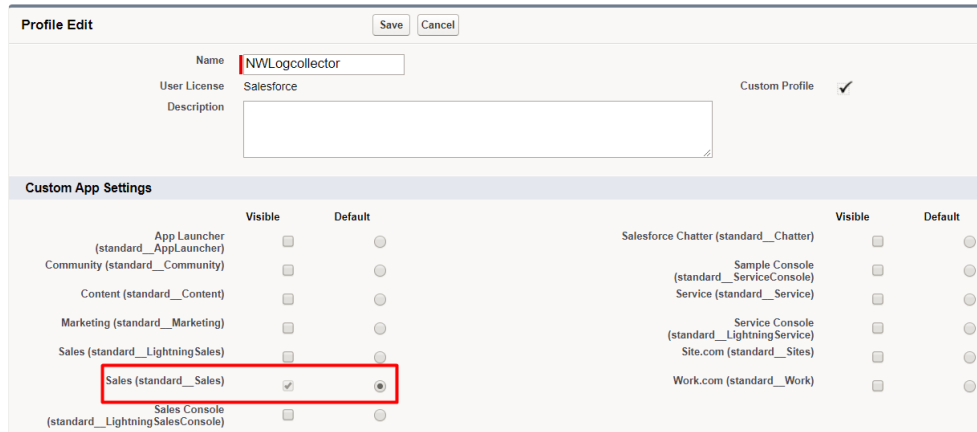 Profile Edit Save Cancel
Name NWLogcollector
User License Salesforce Custom Profile
Description
Custom App Settings
Visible Default Visible Default
App Launcher
(standard__AppLauncher)
Salesforce Chatter (standard__Chatter)
Community (standard__Community)
Sample Console
(standard__ServiceConsole)
Content (standard__Content)
Service (standard__Service)
Marketing (standard__Marketing)
Service Console
(standard__LightningService)
Sales (standard__LightningSales)
Site.com (standard__Sites)
Sales (standard__Sales)
Work.com (standard__Work)
Sales Console
(standard__LightningSalesConsole)